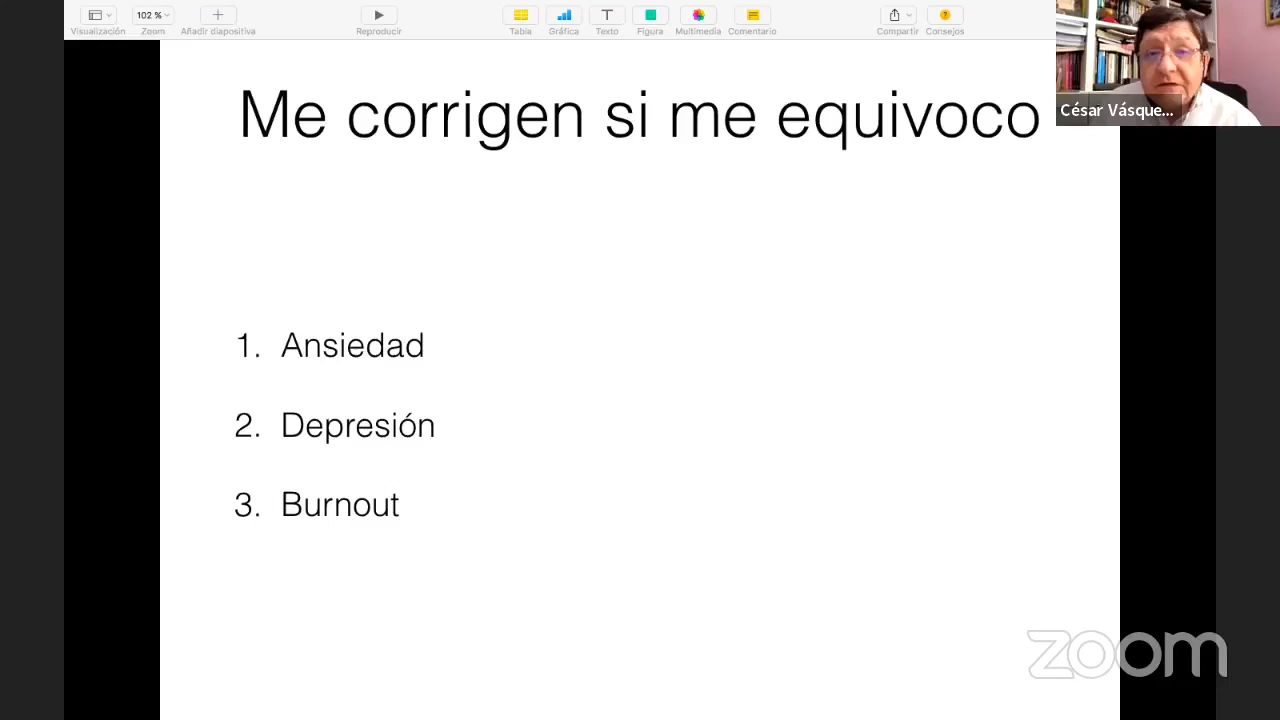 102 %
Visualización Zoom Añadir diapositiva Reproducir Tabla Gráfica Texto Figura Multimedia Comentario Compartir Consejos
César Vásque...
Me corrigen si me equivoco
1. Ansiedad
2. Depresión
3. Burnout
zoom